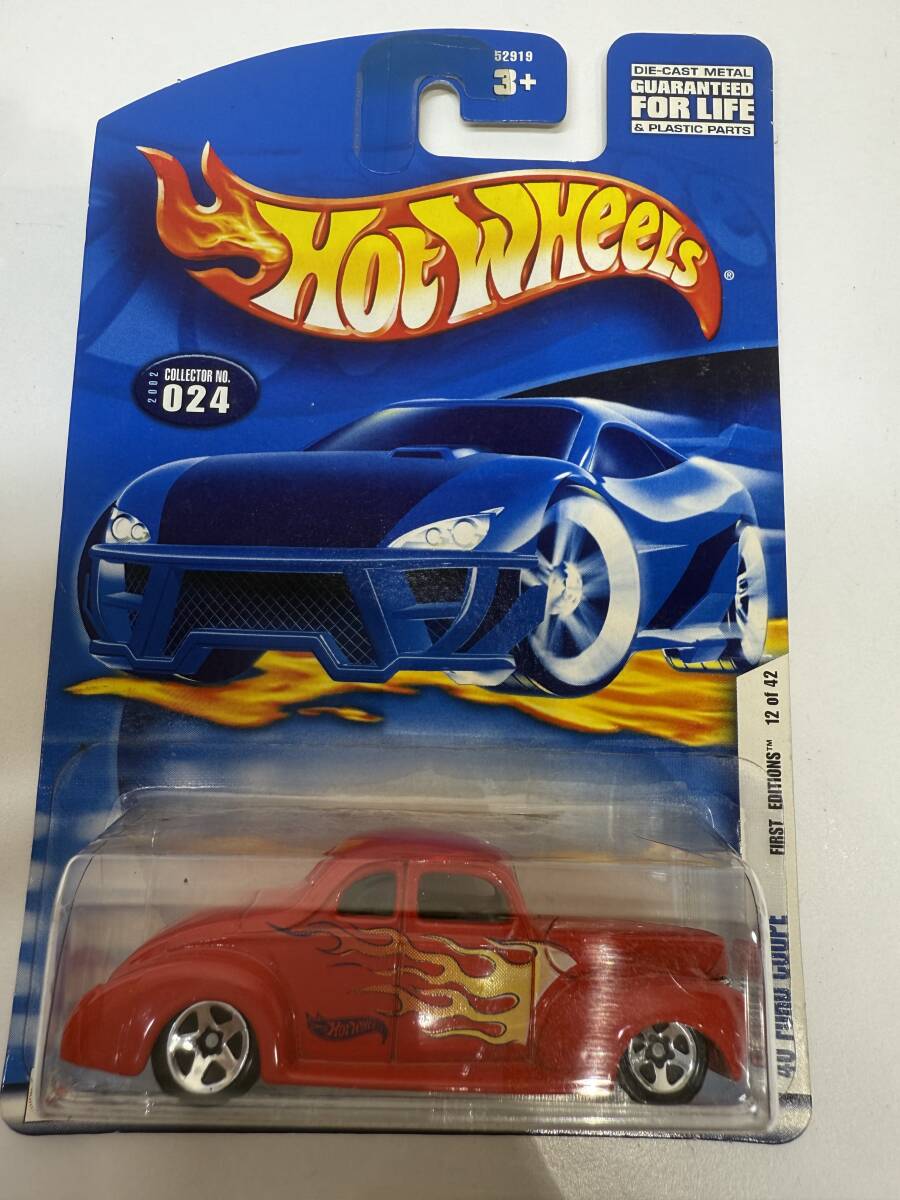 52919
3+
DIE-CAST METAL
GUARANTEED
FOR LIFE
& PLASTIC PARTS
HOT WHEELS
®
2002
COLLECTOR NO.
024
FIRST EDITIONS™ 12 of 42
40 FORD COUPE
HOT WHEELS